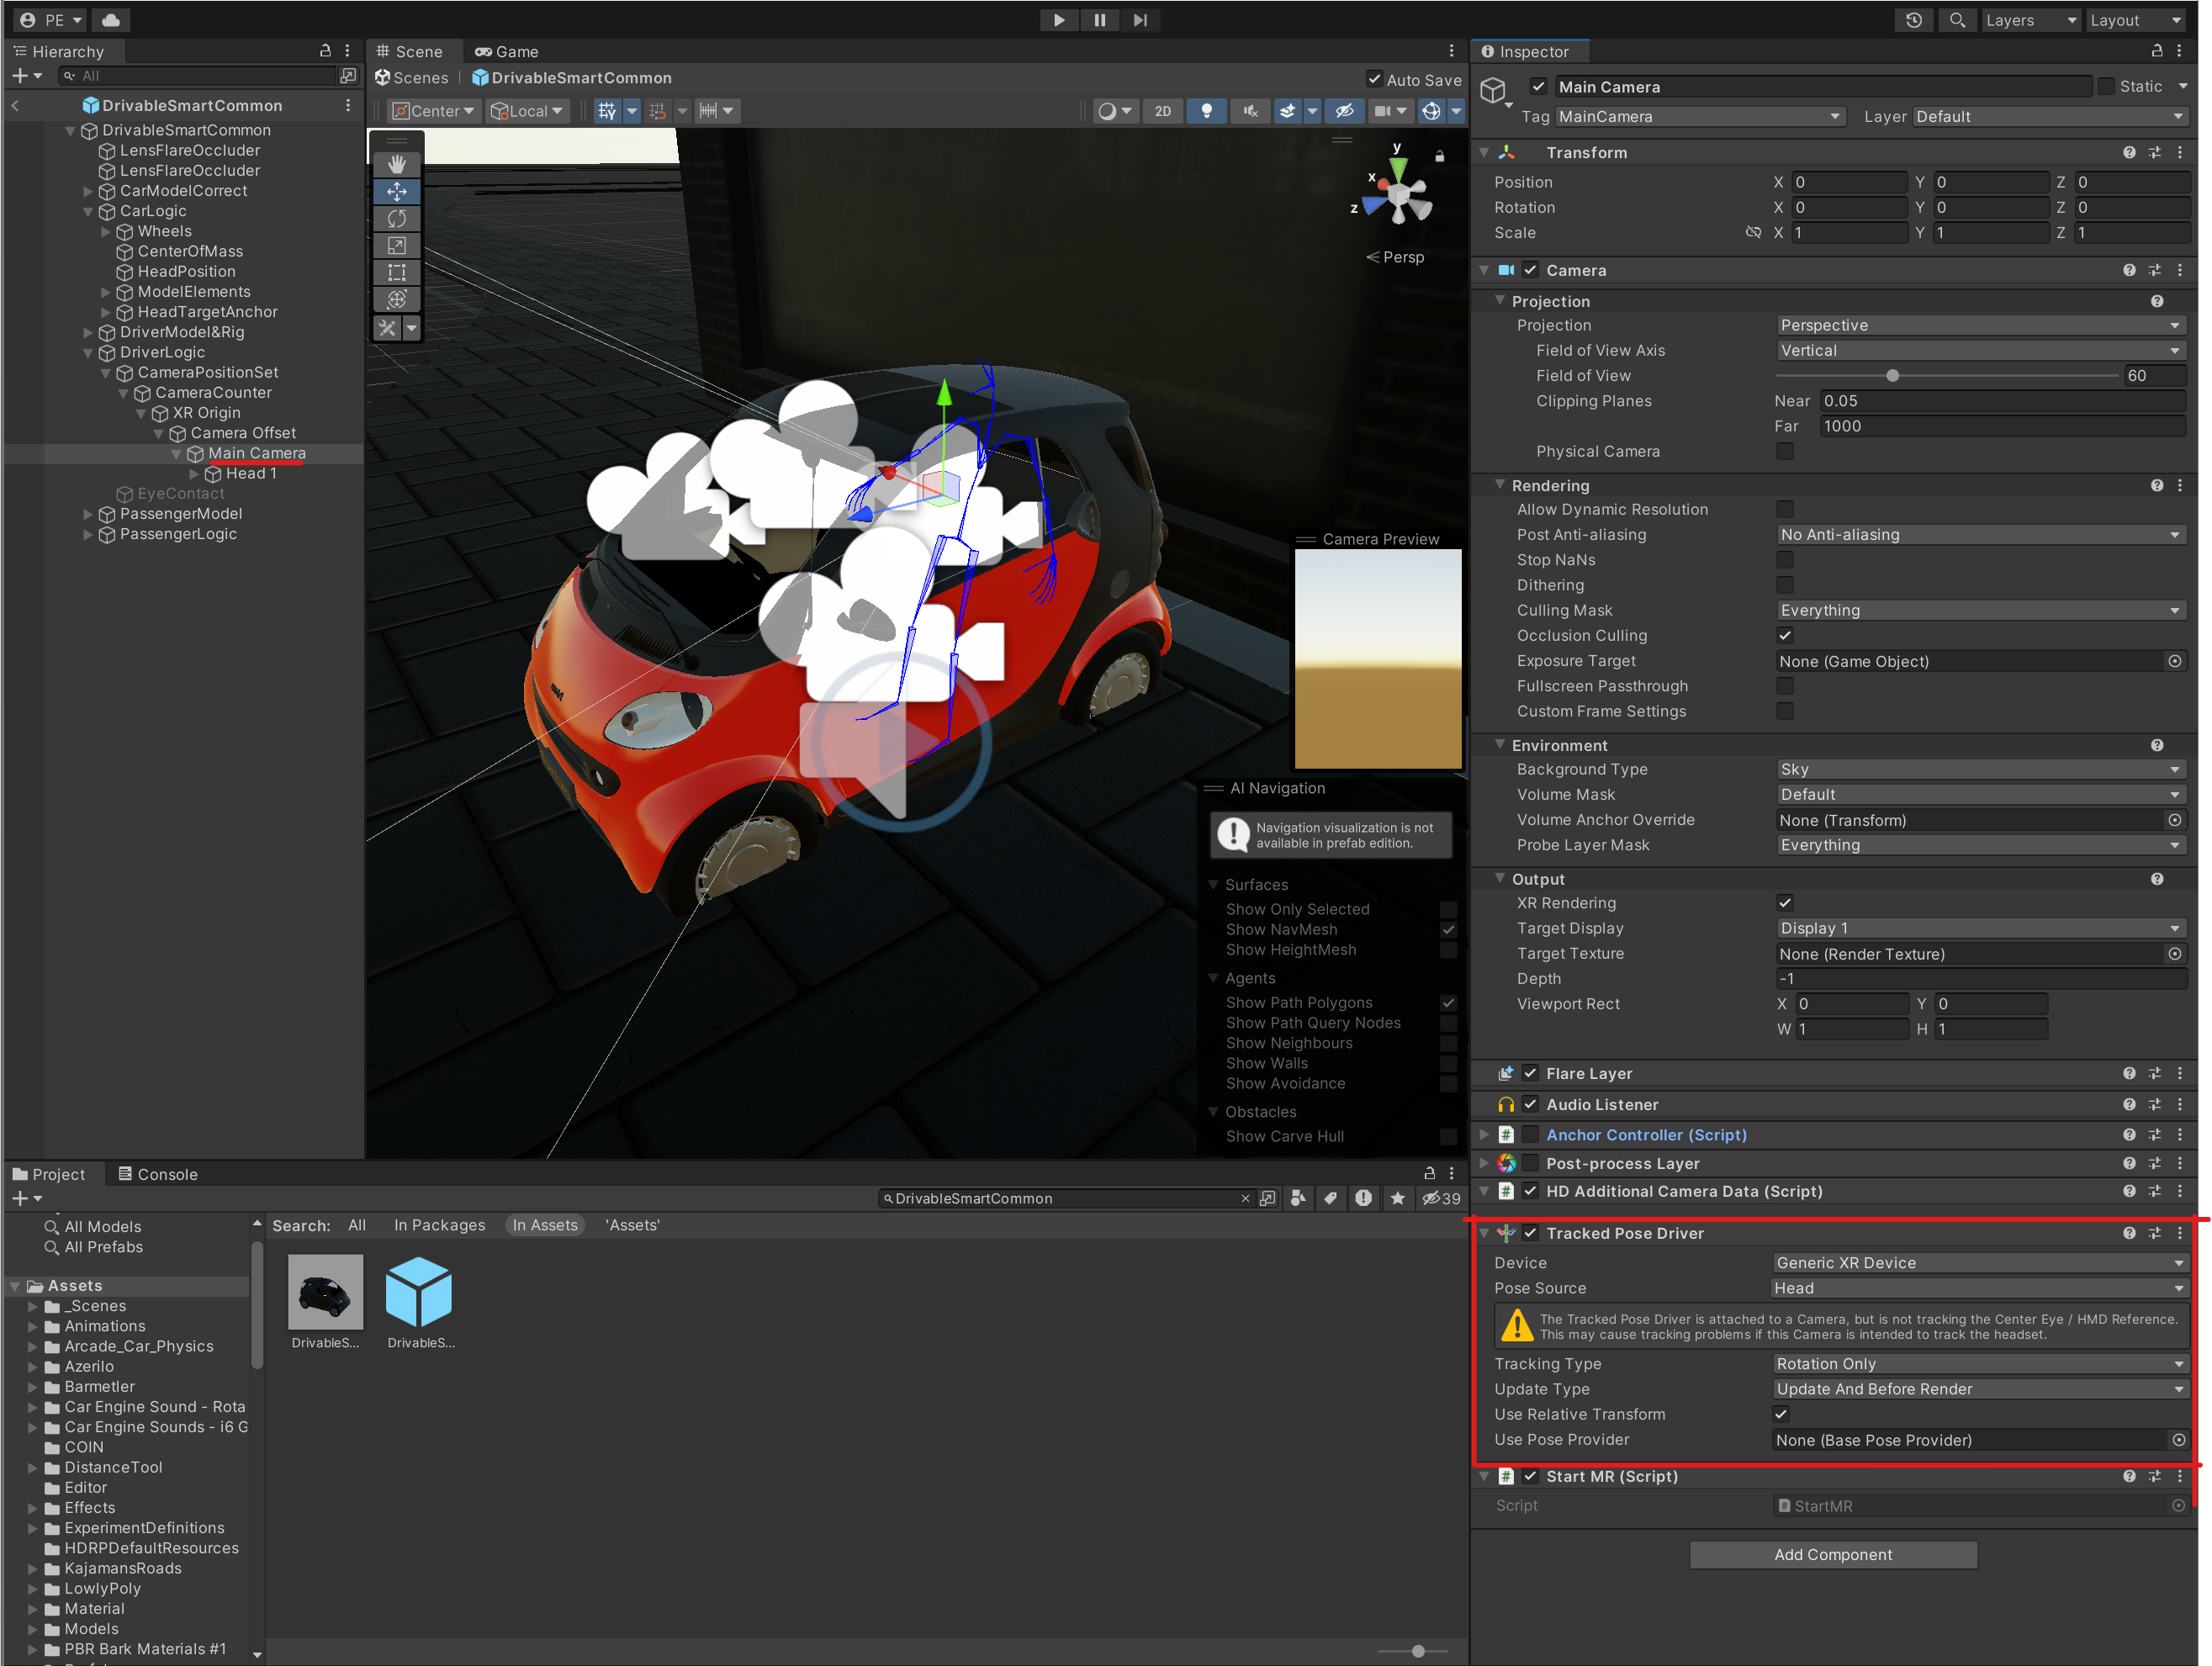 PE
Layers
Layout
Hierarchy
All
DrivableSmartCommon
DrivableSmartCommon
LensFlareOccluder
LensFlareOccluder
CarModelCorrect
CarLogic
Wheels
CenterOfMass
HeadPosition
ModelElements
HeadTargetAnchor
DriverModel&Rig
DriverLogic
CameraPositionSet
CameraCounter
XR Origin
Camera Offset
Main Camera
Head 1
EyeContact
PassengerModel
PassengerLogic
Scene
Game
Scenes
DrivableSmartCommon
Auto Save
Center
Local
2D
y
x
z
Persp
Camera Preview
AI Navigation
Navigation visualization is not
available in prefab edition.
Surfaces
Show Only Selected
Show NavMesh
Show HeightMesh
Agents
Show Path Polygons
Show Path Query Nodes
Show Neighbours
Show Walls
Show Avoidance
Obstacles
Show Carve Hull
Inspector
Main Camera
Static
Tag MainCamera Layer Default
Transform
Position X 0 Y 0 Z 0
Rotation X 0 Y 0 Z 0
Scale X 1 Y 1 Z 1
Camera
Projection
Projection Perspective
Field of View Axis Vertical
Field of View 60
Clipping Planes Near 0.05
Far 1000
Physical Camera
Rendering
Allow Dynamic Resolution
Post Anti-aliasing No Anti-aliasing
Stop NaNs
Dithering
Culling Mask Everything
Occlusion Culling
Exposure Target None (Game Object)
Fullscreen Passthrough
Custom Frame Settings
Environment
Background Type Sky
Volume Mask Default
Volume Anchor Override None (Transform)
Probe Layer Mask Everything
Output
XR Rendering
Target Display Display 1
Target Texture None (Render Texture)
Depth -1
Viewport Rect X 0 Y 0
W 1 H 1
Flare Layer
Audio Listener
Anchor Controller (Script)
Post-process Layer
HD Additional Camera Data (Script)
Tracked Pose Driver
Device Generic XR Device
Pose Source Head
The Tracked Pose Driver is attached to a Camera, but is not tracking the Center Eye / HMD Reference.
This may cause tracking problems if this Camera is intended to track the headset.
Tracking Type Rotation Only
Update Type Update And Before Render
Use Relative Transform
Use Pose Provider None (Base Pose Provider)
Start MR (Script)
Script StartMR
Add Component
Project
Console
DrivableSmartCommon
39
All Models
All Prefabs
Assets
_Scenes
Animations
Arcade_Car_Physics
Azerilo
Barmetler
Car Engine Sound - Rota
Car Engine Sounds - i6 G
COIN
DistanceTool
Editor
Effects
ExperimentDefinitions
HDRPDefaultResources
KajamansRoads
LowlyPoly
Material
Models
PBR Bark Materials #1
Search: All In Packages In Assets 'Assets'
DrivableS...
DrivableS...